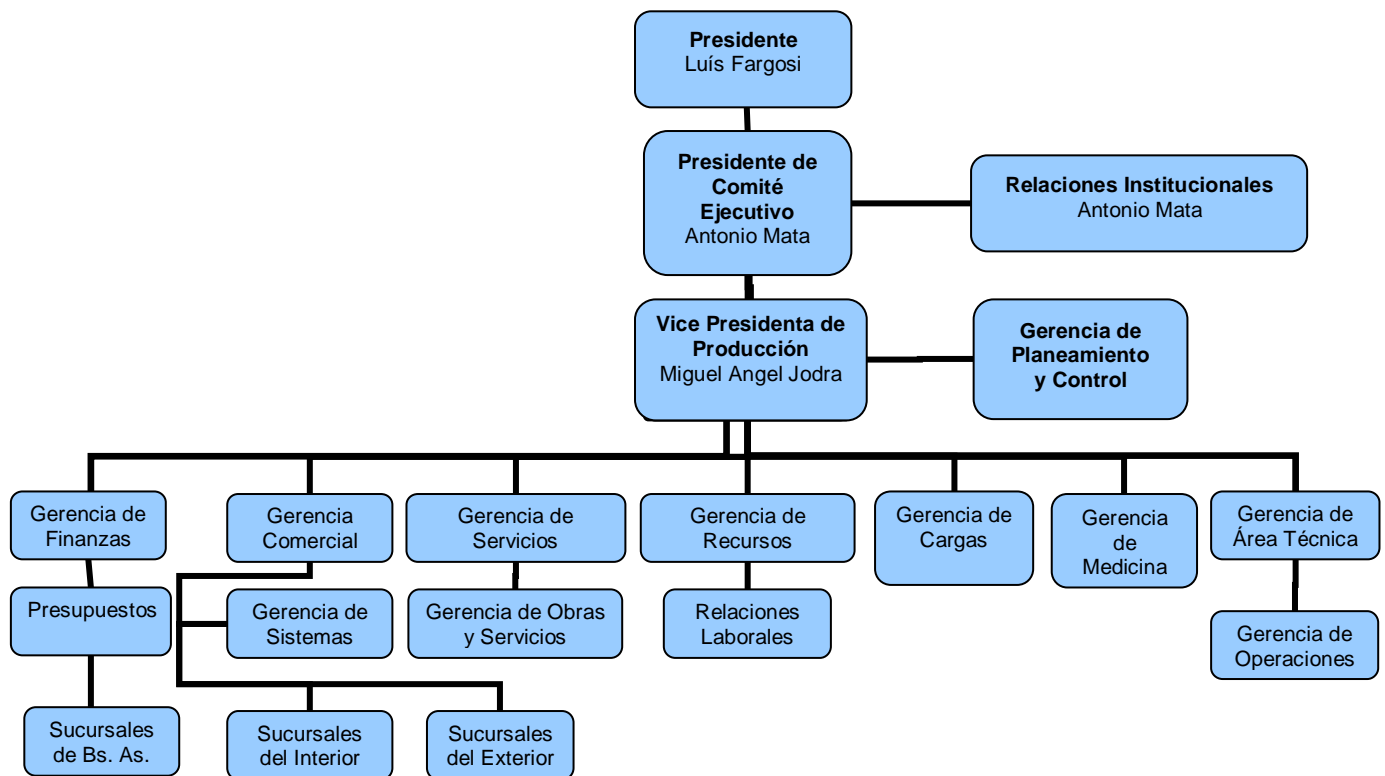 Presidente
Luís Fargosi
Presidente de
Comité
Ejecutivo
Antonio Mata
Relaciones Institucionales
Antonio Mata
Vice Presidenta de
Producción
Miguel Angel Jodra
Gerencia de
Planeamiento
y Control
Gerencia de
Finanzas
Gerencia
Comercial
Gerencia de
Servicios
Gerencia de
Recursos
Gerencia de
Cargas
Gerencia
de
Medicina
Gerencia de
Área Técnica
Presupuestos
Gerencia de
Sistemas
Gerencia de Obras
y Servicios
Relaciones
Laborales
Gerencia de
Operaciones
Sucursales
de Bs. As.
Sucursales
del Interior
Sucursales
del Exterior